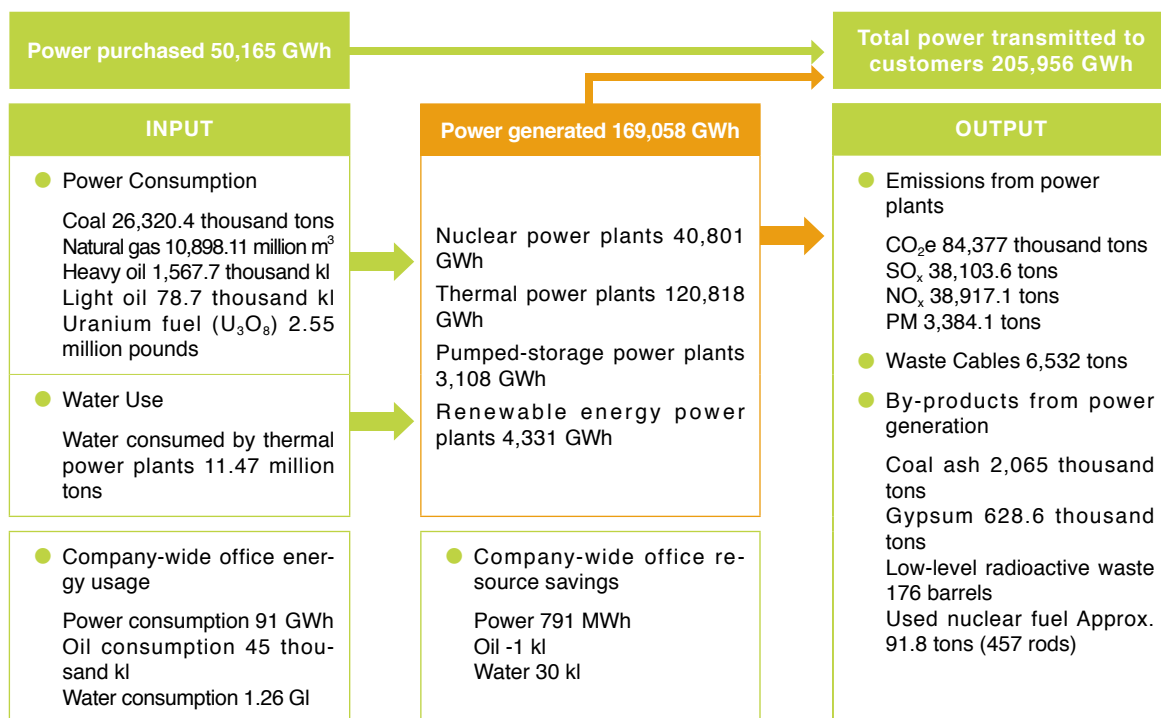 Power purchased 50,165 GWh
Total power transmitted to
customers 205,956 GWh
INPUT
Power Consumption
Coal 26,320.4 thousand tons
Natural gas 10,898.11 million m³
Heavy oil 1,567.7 thousand kl
Light oil 78.7 thousand kl
Uranium fuel (U₃O₈) 2.55
million pounds
Water Use
Water consumed by thermal
power plants 11.47 million
tons
Company-wide office ener-
gy usage
Power consumption 91 GWh
Oil consumption 45 thou-
sand kl
Water consumption 1.26 Gl
Power generated 169,058 GWh
Nuclear power plants 40,801
GWh
Thermal power plants 120,818
GWh
Pumped-storage power plants
3,108 GWh
Renewable energy power
plants 4,331 GWh
Company-wide office re-
source savings
Power 791 MWh
Oil -1 kl
Water 30 kl
OUTPUT
Emissions from power
plants
CO₂e 84,377 thousand tons
SOₓ 38,103.6 tons
NOₓ 38,917.1 tons
PM 3,384.1 tons
Waste Cables 6,532 tons
By-products from power
generation
Coal ash 2,065 thousand
tons
Gypsum 628.6 thousand
tons
Low-level radioactive waste
176 barrels
Used nuclear fuel Approx.
91.8 tons (457 rods)